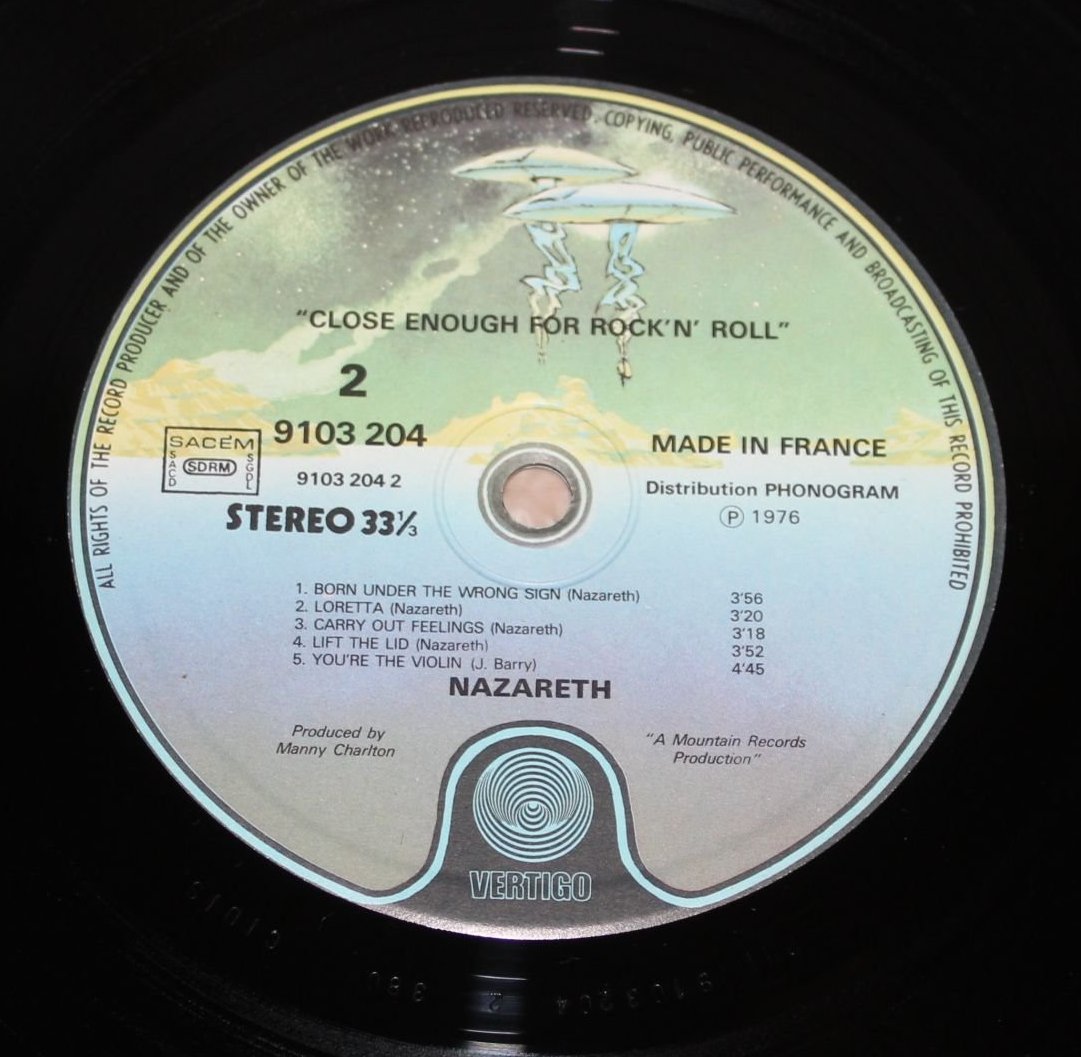 ALL RIGHTS OF THE RECORD PRODUCER AND OF THE OWNER OF THE WORK REPRODUCED RESERVED. COPYING, PUBLIC PERFORMANCE AND BROADCASTING OF THIS RECORD PROHIBITED
"CLOSE ENOUGH FOR ROCK'N' ROLL"
2
9103 204
SACEM
SACD
SDRM
SGDL
9103 204 2
STEREO 33⅓
MADE IN FRANCE
Distribution PHONOGRAM
Ⓟ 1976
1. BORN UNDER THE WRONG SIGN (Nazareth) 3'56
2. LORETTA (Nazareth) 3'20
3. CARRY OUT FEELINGS (Nazareth) 3'18
4. LIFT THE LID (Nazareth) 3'52
5. YOU'RE THE VIOLIN (J. Barry) 4'45
NAZARETH
Produced by
Manny Charlton
"A Mountain Records
Production"
VERTIGO
9103204 2
380